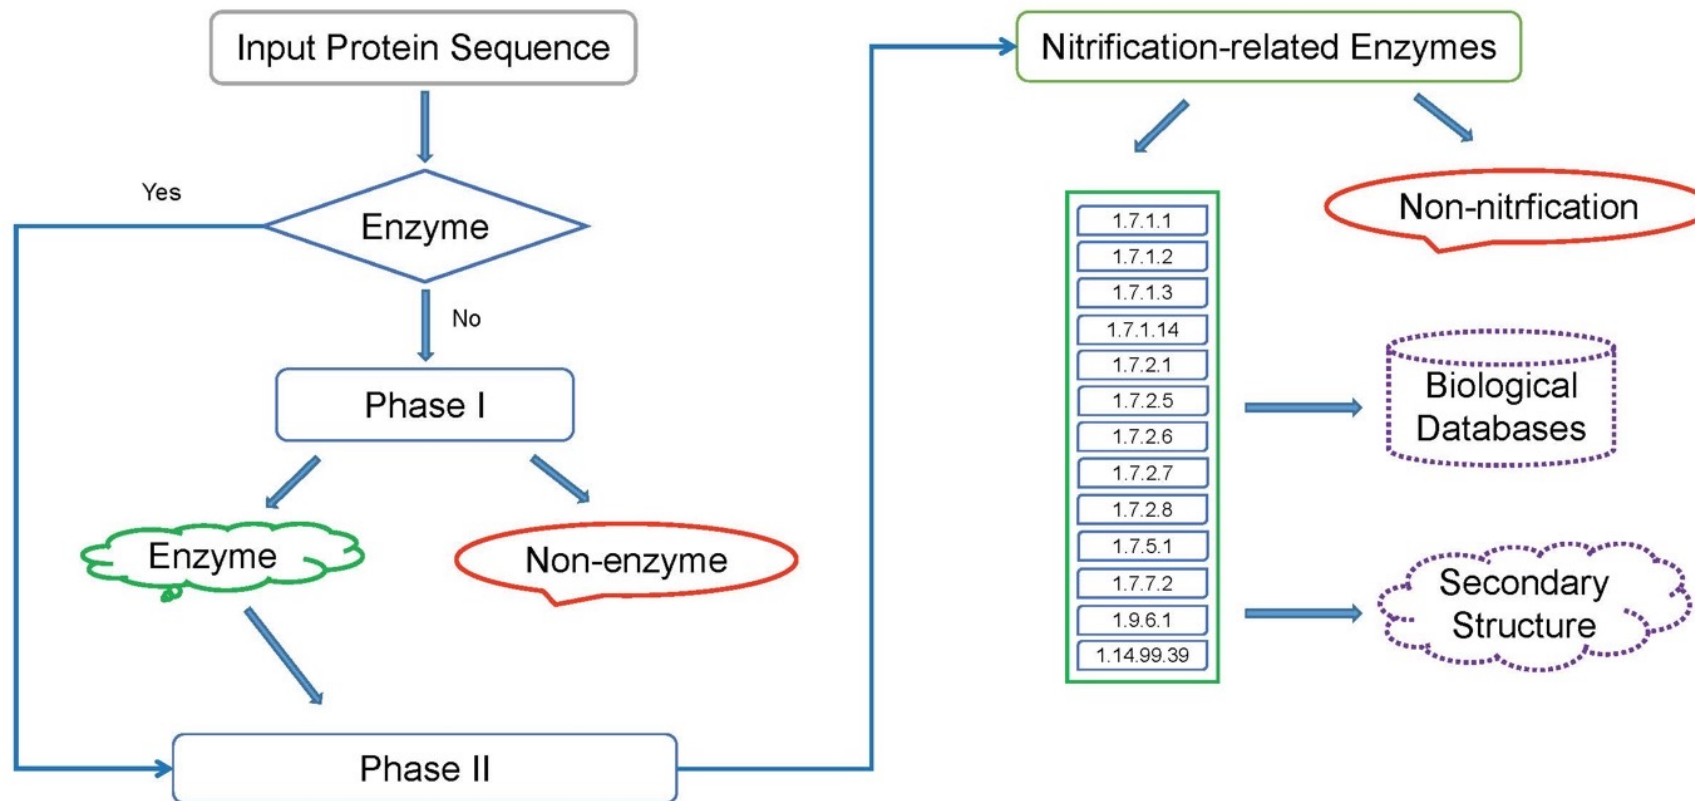 Input Protein Sequence
Yes
Enzyme
No
Phase I
Enzyme
Non-enzyme
Phase II
Nitrification-related Enzymes
Non-nitrfication
1.7.1.1
1.7.1.2
1.7.1.3
1.7.1.14
1.7.2.1
1.7.2.5
1.7.2.6
1.7.2.7
1.7.2.8
1.7.5.1
1.7.7.2
1.9.6.1
1.14.99.39
Biological
Databases
Secondary
Structure